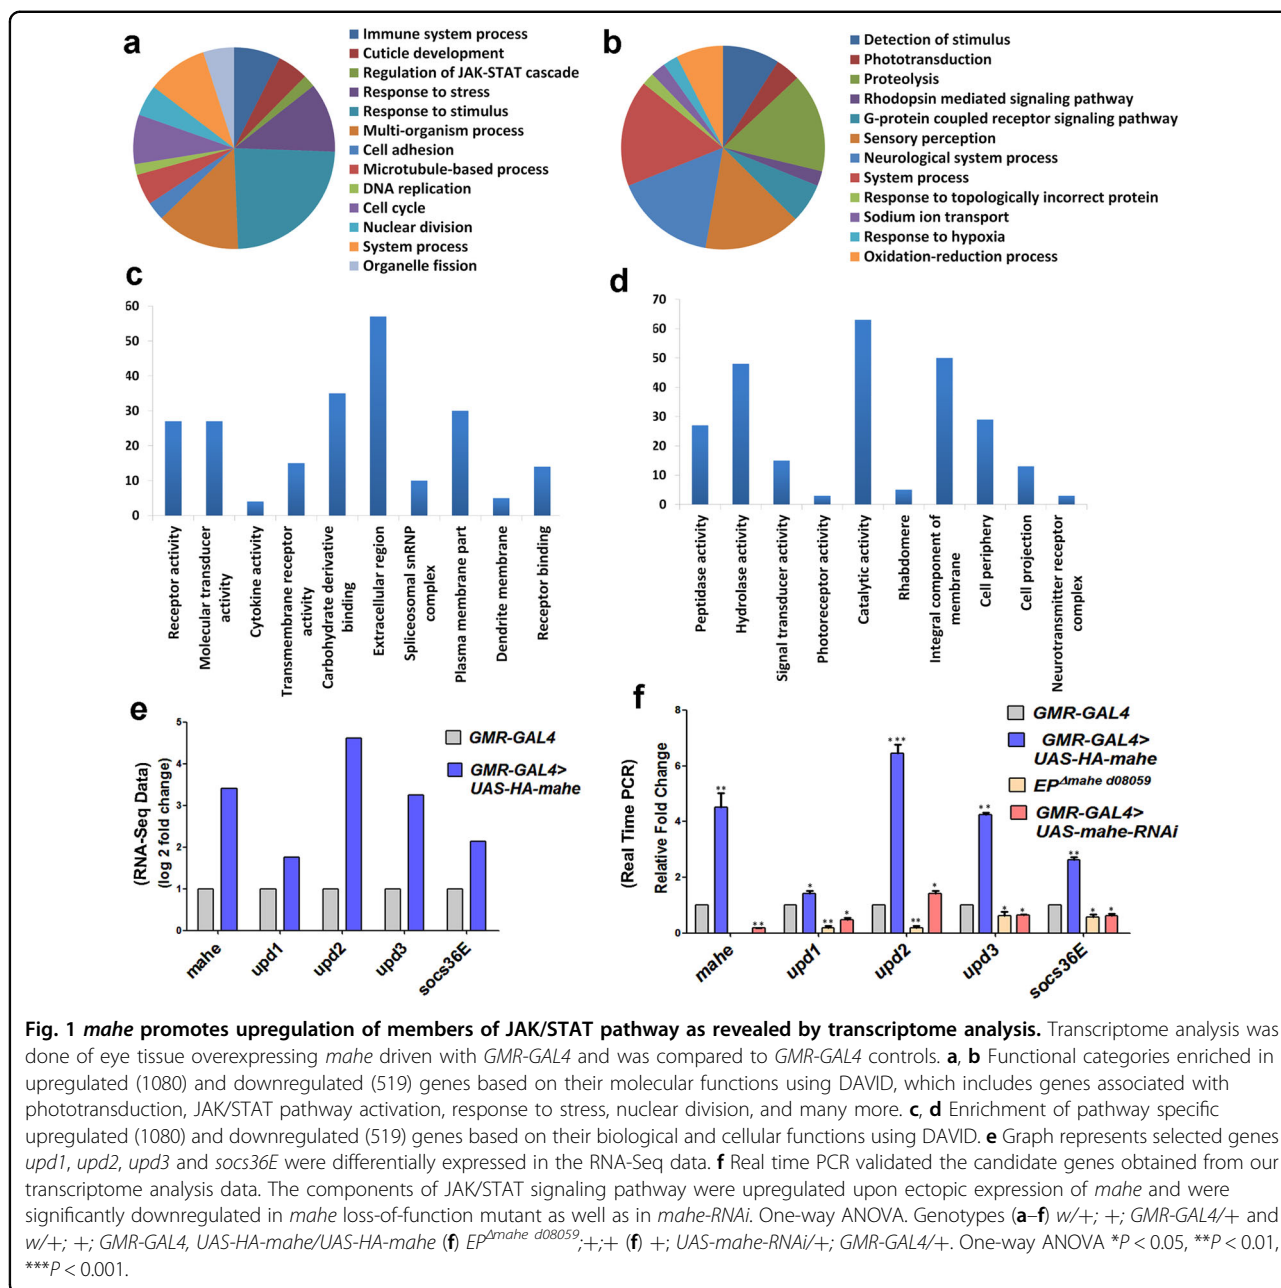 a
Immune system process
Cuticle development
Regulation of JAK-STAT cascade
Response to stress
Response to stimulus
Multi-organism process
Cell adhesion
Microtubule-based process
DNA replication
Cell cycle
Nuclear division
System process
Organelle fission
b
Detection of stimulus
Phototransduction
Proteolysis
Rhodopsin mediated signaling pathway
G-protein coupled receptor signaling pathway
Sensory perception
Neurological system process
System process
Response to topologically incorrect protein
Sodium ion transport
Response to hypoxia
Oxidation-reduction process
c
60
50
40
30
20
10
0
Receptor activity
Molecular transducer
activity
Cytokine activity
Transmembrane receptor
activity
Carbohydrate derivative
binding
Extracellular region
Spliceosomal snRNP
complex
Plasma membrane part
Dendrite membrane
Receptor binding
d
70
60
50
40
30
20
10
0
Peptidase activity
Hydrolase activity
Signal transducer activity
Photoreceptor activity
Catalytic activity
Rhabdomere
Integral component of
membrane
Cell periphery
Cell projection
Neurotransmitter receptor
complex
e
(RNA-Seq Data)
(log 2 fold change)
5
4
3
2
1
0
GMR-GAL4
GMR-GAL4>
UAS-HA-mahe
mahe
upd1
upd2
upd3
socs36E
f
(Real Time PCR)
Relative Fold Change
8
6
4
2
0
GMR-GAL4
GMR-GAL4>
UAS-HA-mahe
EP^Δmahe d08059
GMR-GAL4>
UAS-mahe-RNAi
**
**
*
**
*
***
**
*
**
*
*
**
*
*
mahe
upd1
upd2
upd3
socs36E
Fig. 1 mahe promotes upregulation of members of JAK/STAT pathway as revealed by transcriptome analysis. Transcriptome analysis was
done of eye tissue overexpressing mahe driven with GMR-GAL4 and was compared to GMR-GAL4 controls. a, b Functional categories enriched in
upregulated (1080) and downregulated (519) genes based on their molecular functions using DAVID, which includes genes associated with
phototransduction, JAK/STAT pathway activation, response to stress, nuclear division, and many more. c, d Enrichment of pathway specific
upregulated (1080) and downregulated (519) genes based on their biological and cellular functions using DAVID. e Graph represents selected genes
upd1, upd2, upd3 and socs36E were differentially expressed in the RNA-Seq data. f Real time PCR validated the candidate genes obtained from our
transcriptome analysis data. The components of JAK/STAT signaling pathway were upregulated upon ectopic expression of mahe and were
significantly downregulated in mahe loss-of-function mutant as well as in mahe-RNAi. One-way ANOVA. Genotypes (a–f) w/+; +; GMR-GAL4/+ and
w/+; +; GMR-GAL4, UAS-HA-mahe/UAS-HA-mahe (f) EP^Δmahe d08059;+;+ (f) +; UAS-mahe-RNAi/+; GMR-GAL4/+. One-way ANOVA *P < 0.05, **P < 0.01,
***P < 0.001.